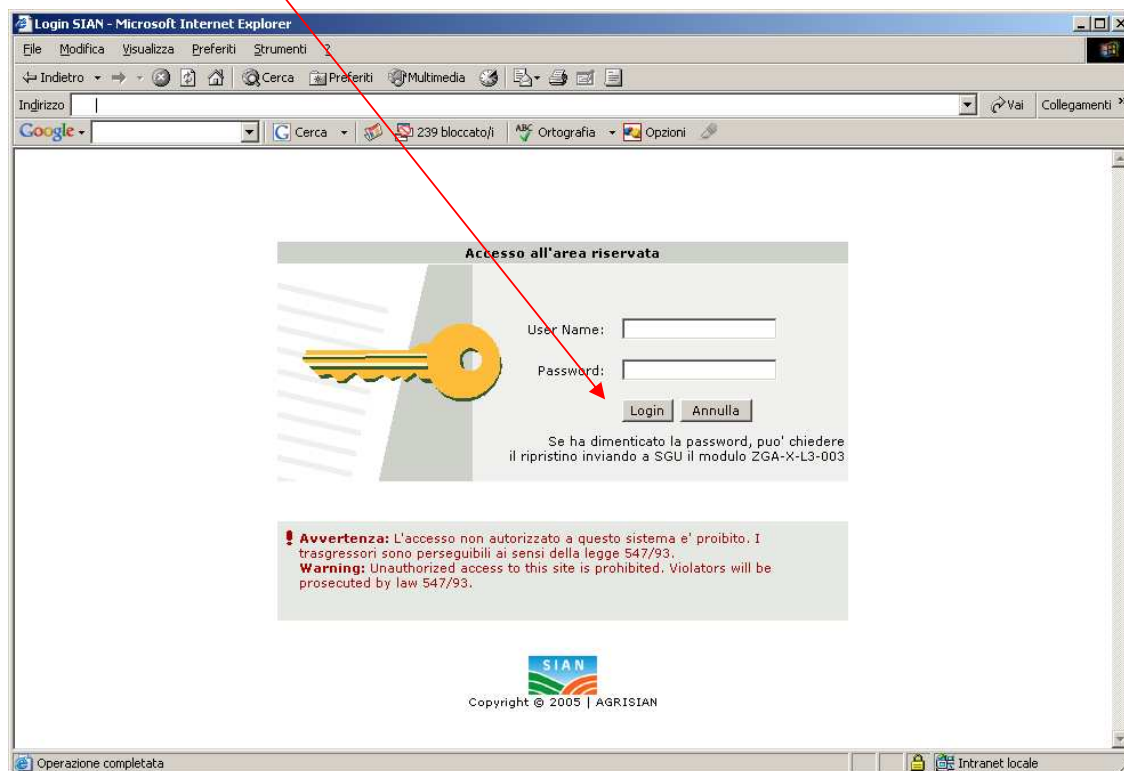 Login SIAN - Microsoft Internet Explorer
File Modifica Visualizza Preferiti Strumenti ?
Indietro Cerca Preferiti Multimedia
Indirizzo Vai Collegamenti »
Google Cerca 239 bloccato/i ABC Ortografia Opzioni
Accesso all'area riservata
User Name:
Password:
Login Annulla
Se ha dimenticato la password, puo' chiedere
il ripristino inviando a SGU il modulo ZGA-X-L3-003
Avvertenza: L'accesso non autorizzato a questo sistema e' proibito. I
trasgressori sono perseguibili ai sensi della legge 547/93.
Warning: Unauthorized access to this site is prohibited. Violators will be
prosecuted by law 547/93.
SIAN
Copyright © 2005 | AGRISIAN
Operazione completata Intranet locale